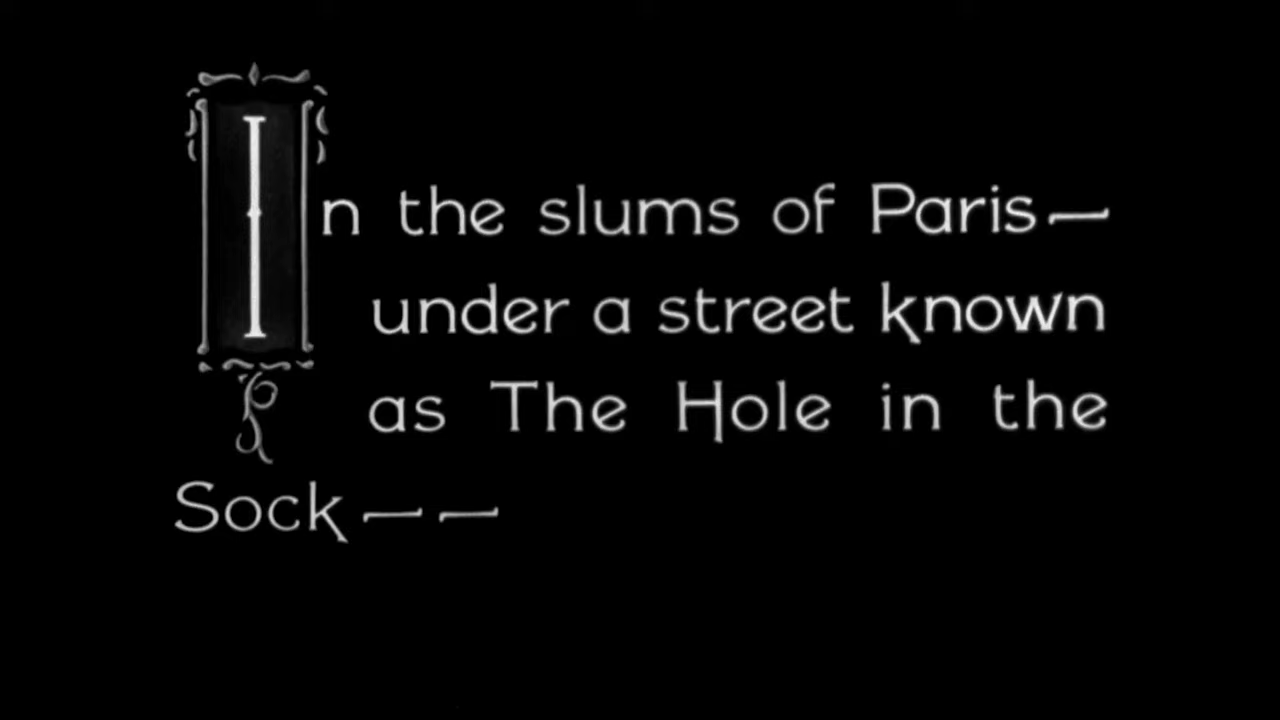 In the slums of Paris—
under a street known
as The Hole in the
Sock— —